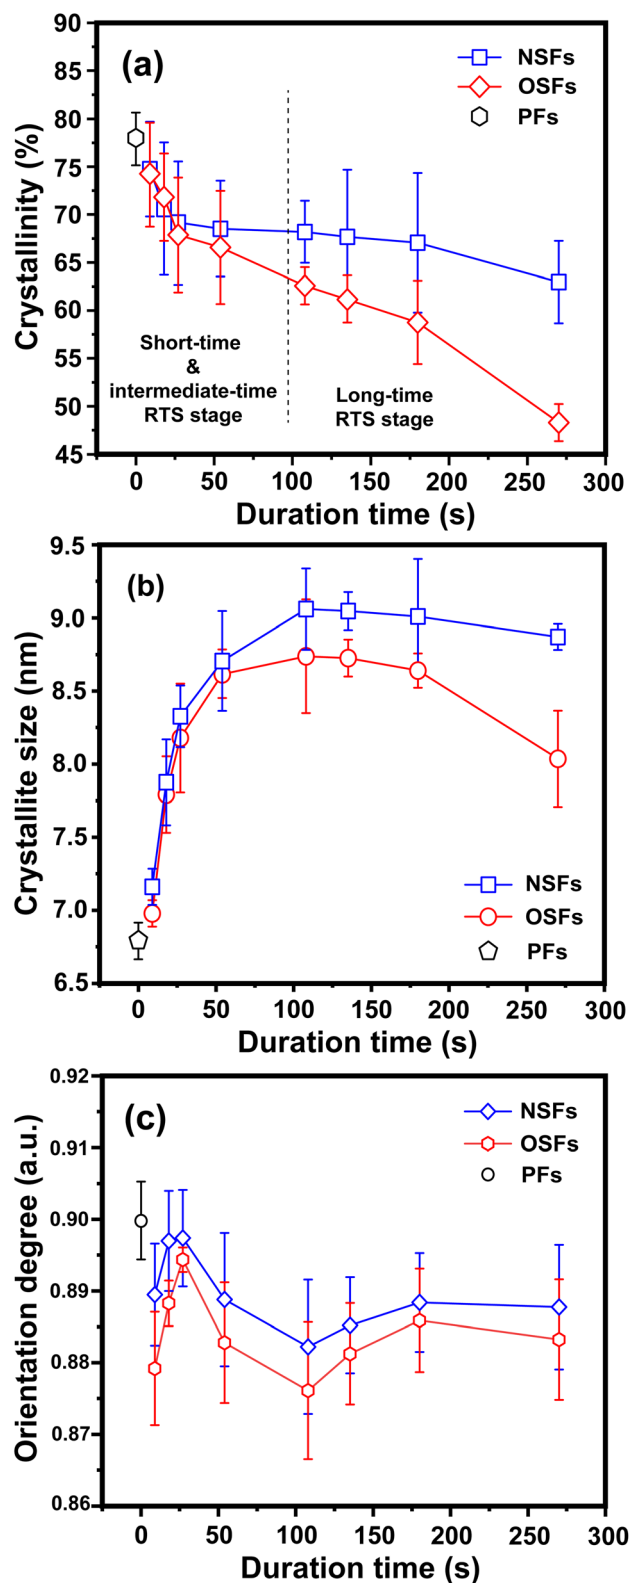 (a)
NSFs
OSFs
PFs
Crystallinity (%)
90
85
80
75
70
65
60
55
50
45
Short-time
&
intermediate-time
RTS stage
Long-time
RTS stage
0
50
100
150
200
250
300
Duration time (s)
(b)
Crystallite size (nm)
9.5
9.0
8.5
8.0
7.5
7.0
6.5
NSFs
OSFs
PFs
0
50
100
150
200
250
300
Duration time (s)
(c)
NSFs
OSFs
PFs
Orientation degree (a.u.)
0.92
0.91
0.90
0.89
0.88
0.87
0.86
0
50
100
150
200
250
300
Duration time (s)